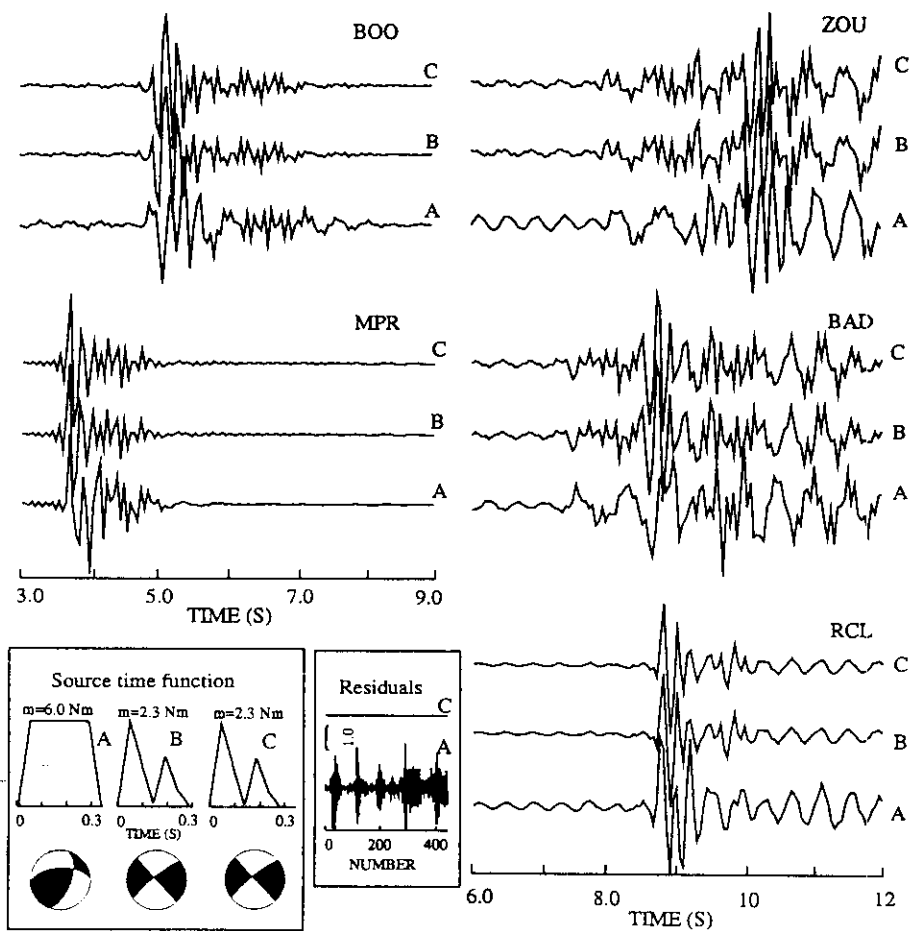 BOO
C
B
A
MPR
C
B
A
3.0 5.0 7.0 9.0
TIME (S)
ZOU
C
B
A
BAD
C
B
A
RCL
C
B
A
6.0 8.0 10 12
TIME (S)
Source time function
m=6.0 Nm m=2.3 Nm m=2.3 Nm
A B C
0 0.3 0 0.3 0 0.3
TIME (S)
Residuals
C
1.0
A
0 200 400
NUMBER